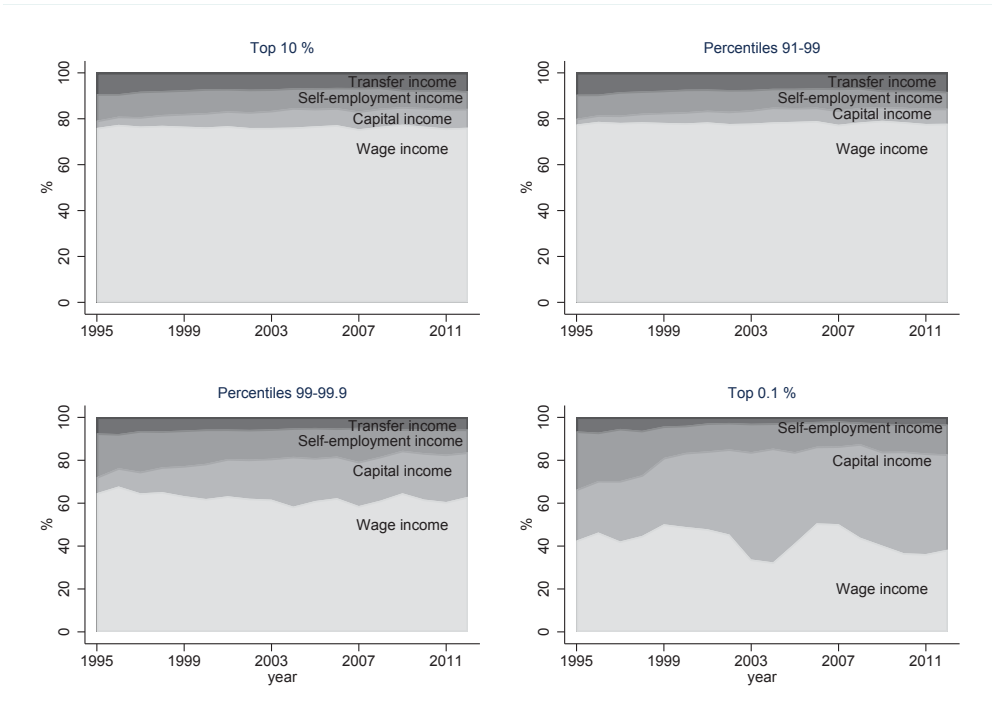 Top 10 %
%
100
80
60
40
20
0
Transfer income
Self-employment income
Capital income
Wage income
1995 1999 2003 2007 2011
Percentiles 91-99
%
100
80
60
40
20
0
Transfer income
Self-employment income
Capital income
Wage income
1995 1999 2003 2007 2011
Percentiles 99-99.9
%
100
80
60
40
20
0
Transfer income
Self-employment income
Capital income
Wage income
1995 1999 2003 2007 2011
year
Top 0.1 %
%
100
80
60
40
20
0
Self-employment income
Capital income
Wage income
1995 1999 2003 2007 2011
year